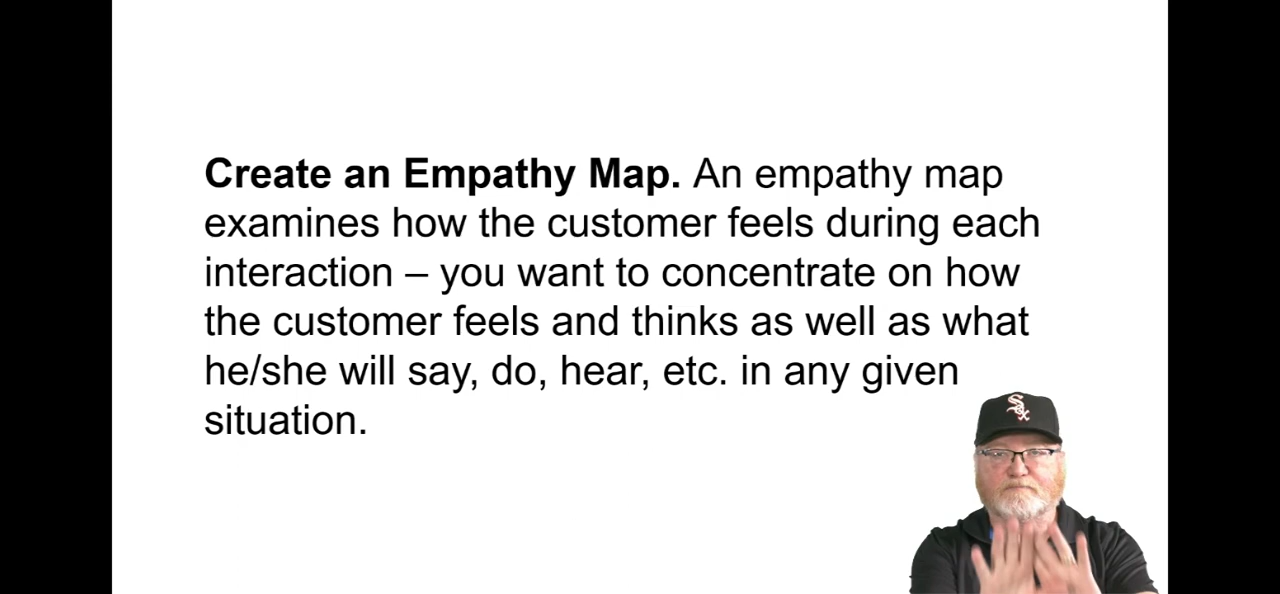 Create an Empathy Map. An empathy map
examines how the customer feels during each
interaction – you want to concentrate on how
the customer feels and thinks as well as what
he/she will say, do, hear, etc. in any given
situation.
Sox